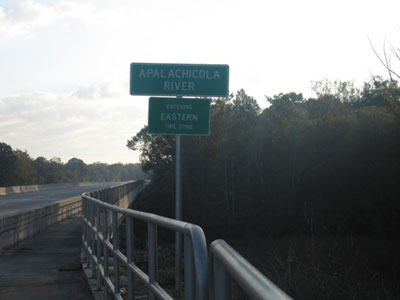 APALACHICOLA
RIVER
ENTERING
EASTERN
TIME ZONE